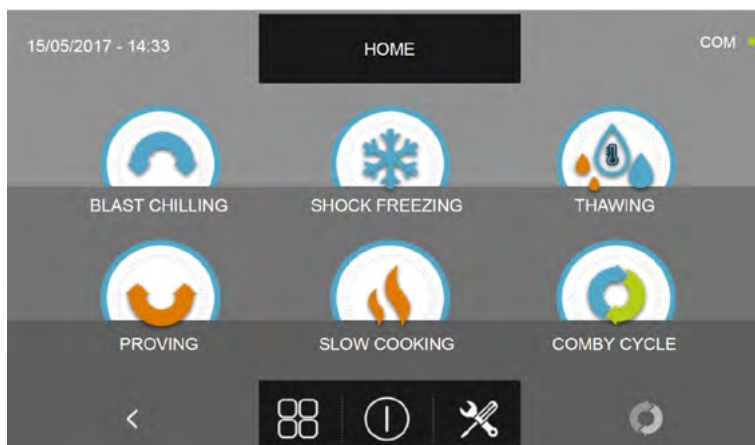 15/05/2017 - 14:33
HOME
COM
BLAST CHILLING
SHOCK FREEZING
THAWING
PROVING
SLOW COOKING
COMBY CYCLE